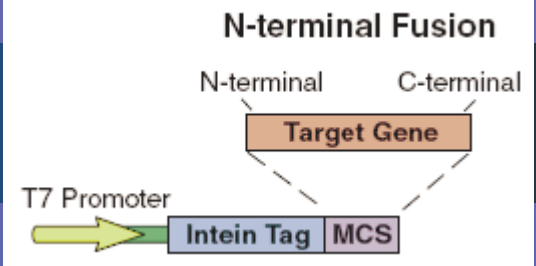 N-terminal Fusion
N-terminal C-terminal
Target Gene
T7 Promoter
Intein Tag MCS